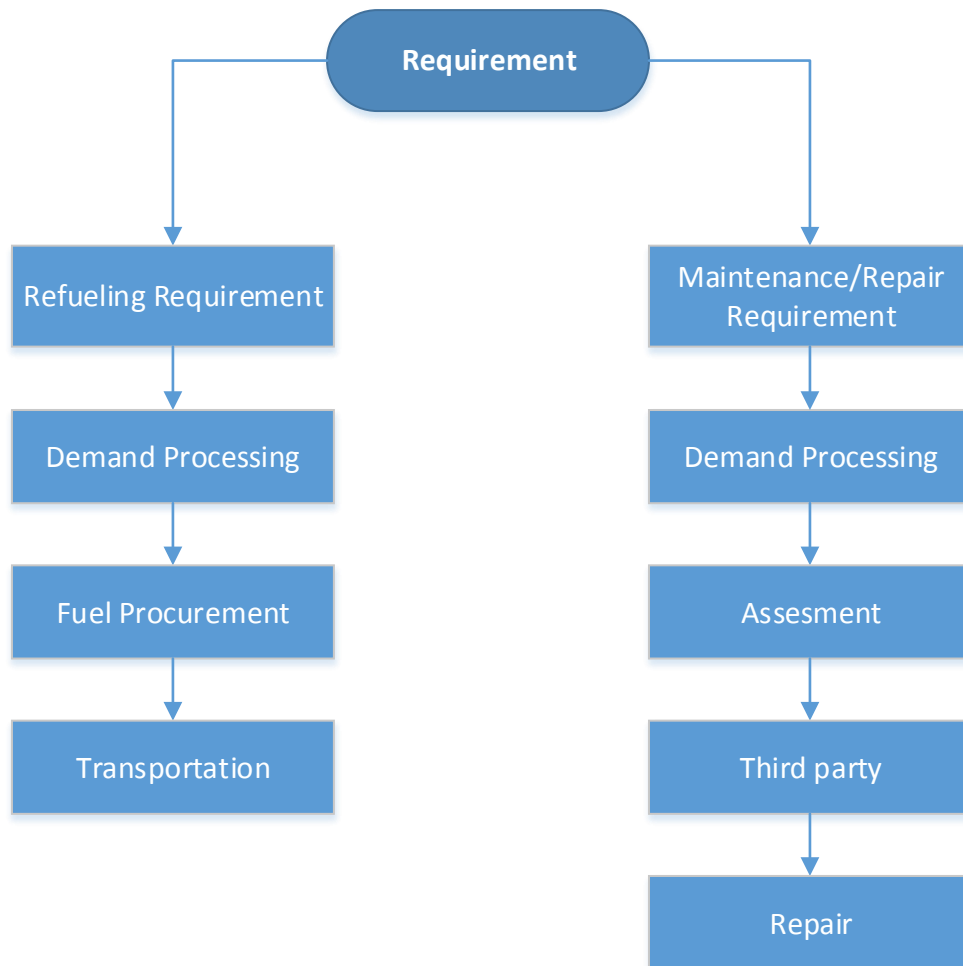 Requirement
Refueling Requirement
Maintenance/Repair
Requirement
Demand Processing
Demand Processing
Fuel Procurement
Assesment
Transportation
Third party
Repair